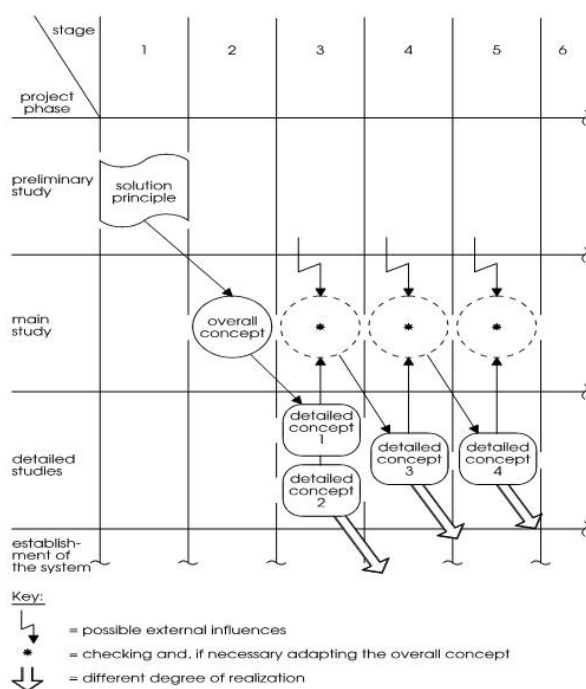 stage
1 2 3 4 5 6
project
phase
preliminary
study
solution
principle
main
study
overall
concept
*
*
*
detailed
studies
detailed
concept
1
detailed
concept
2
detailed
concept
3
detailed
concept
4
establish-
ment of
the system
Key:
= possible external influences
* = checking and, if necessary adapting the overall concept
= different degree of realization